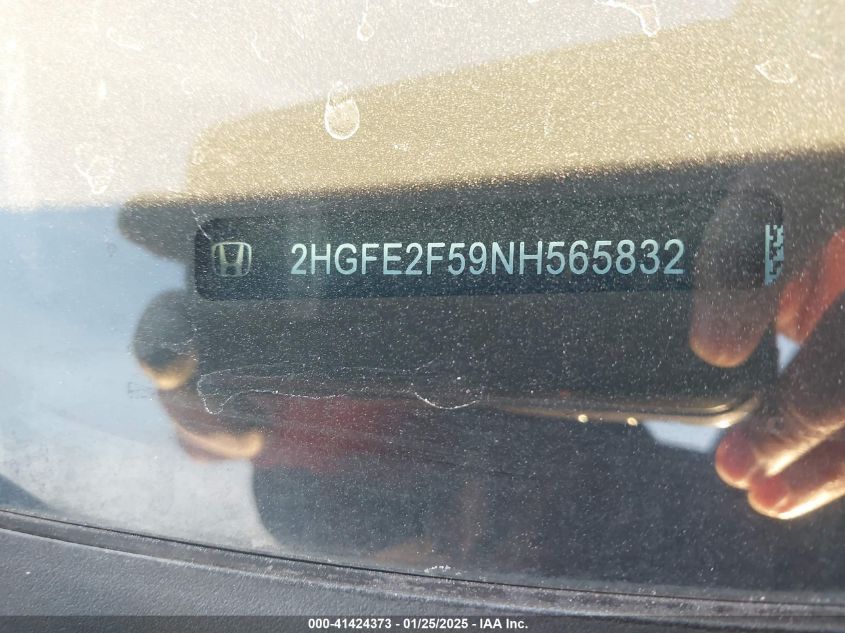 2HGFE2F59NH565832
000-41424373 - 01/25/2025 - IAA Inc.